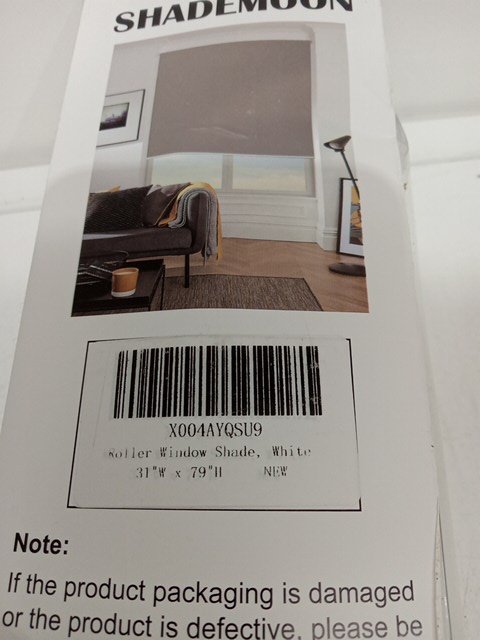 SHADEMOON
X004AYQSU9
Roller Window Shade, White
31"W x 79"H NEW
Note:
If the product packaging is damaged
or the product is defective, please be